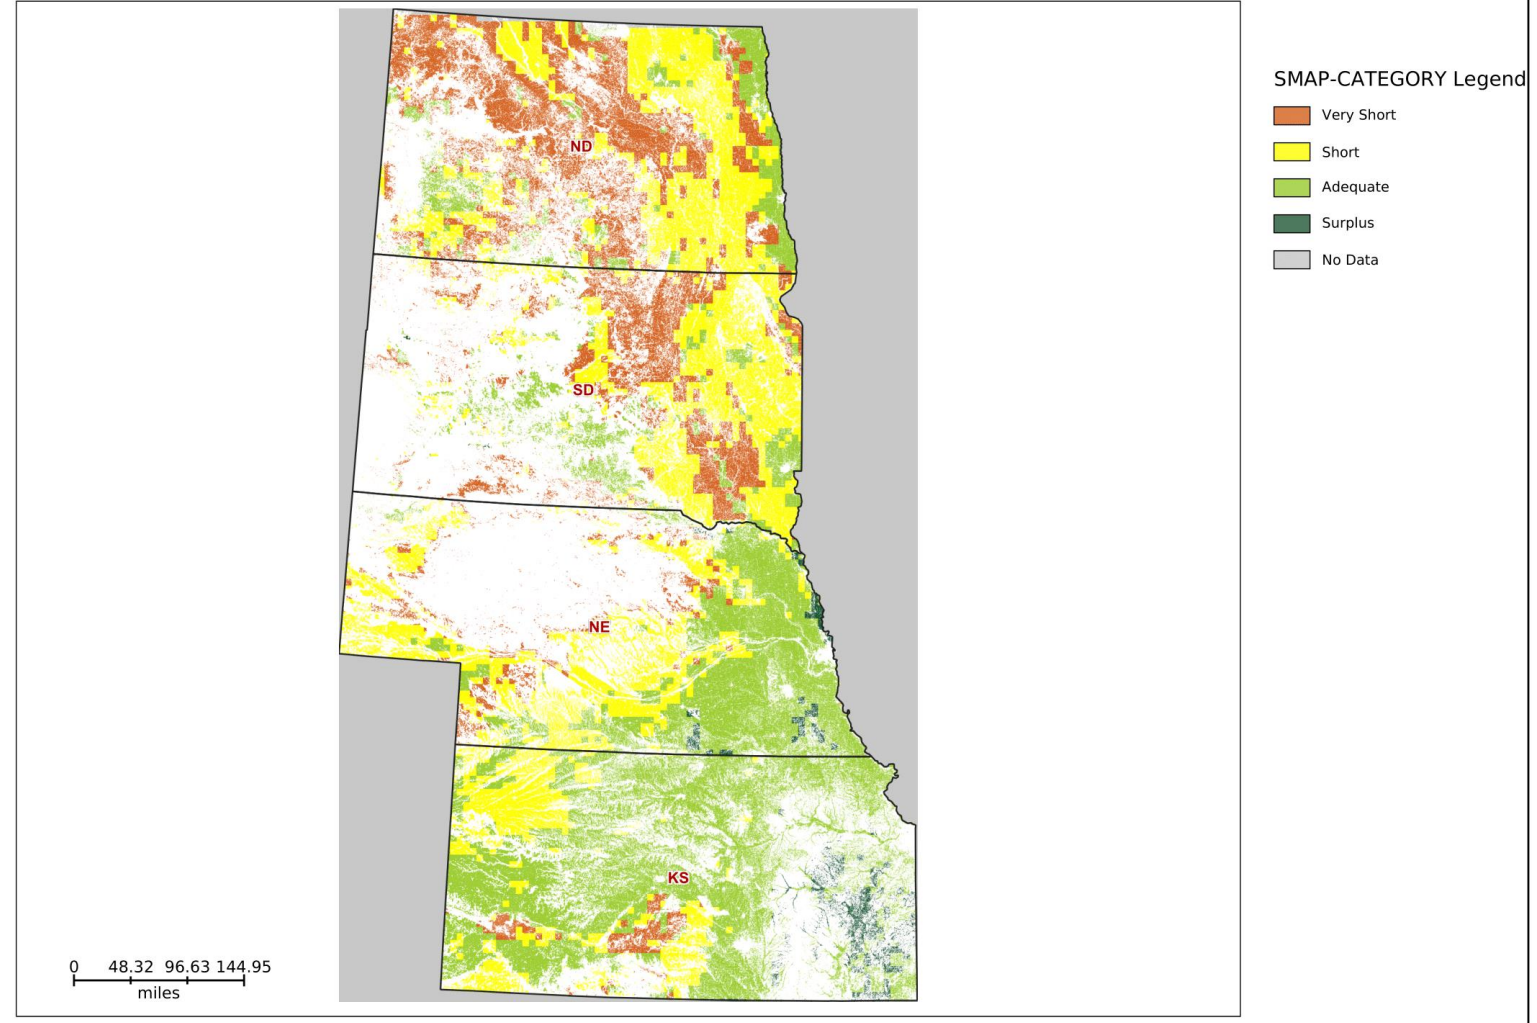 SMAP-CATEGORY Legend
Very Short
Short
Adequate
Surplus
No Data
ND
SD
NE
KS
0 48.32 96.63 144.95
miles